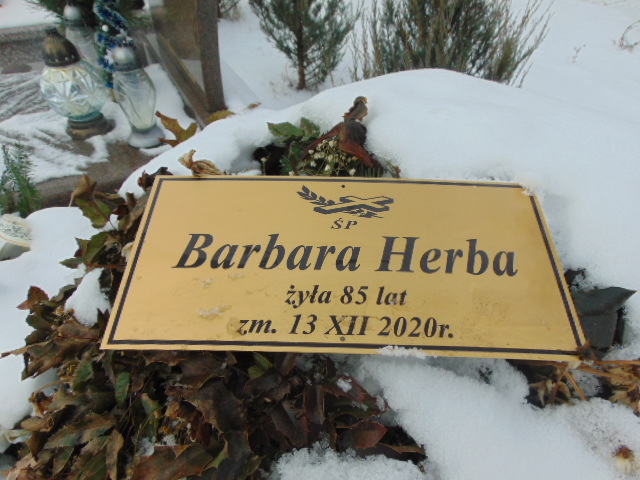 ŚP
Barbara Herba
żyła 85 lat
zm. 13 XII 2020r.